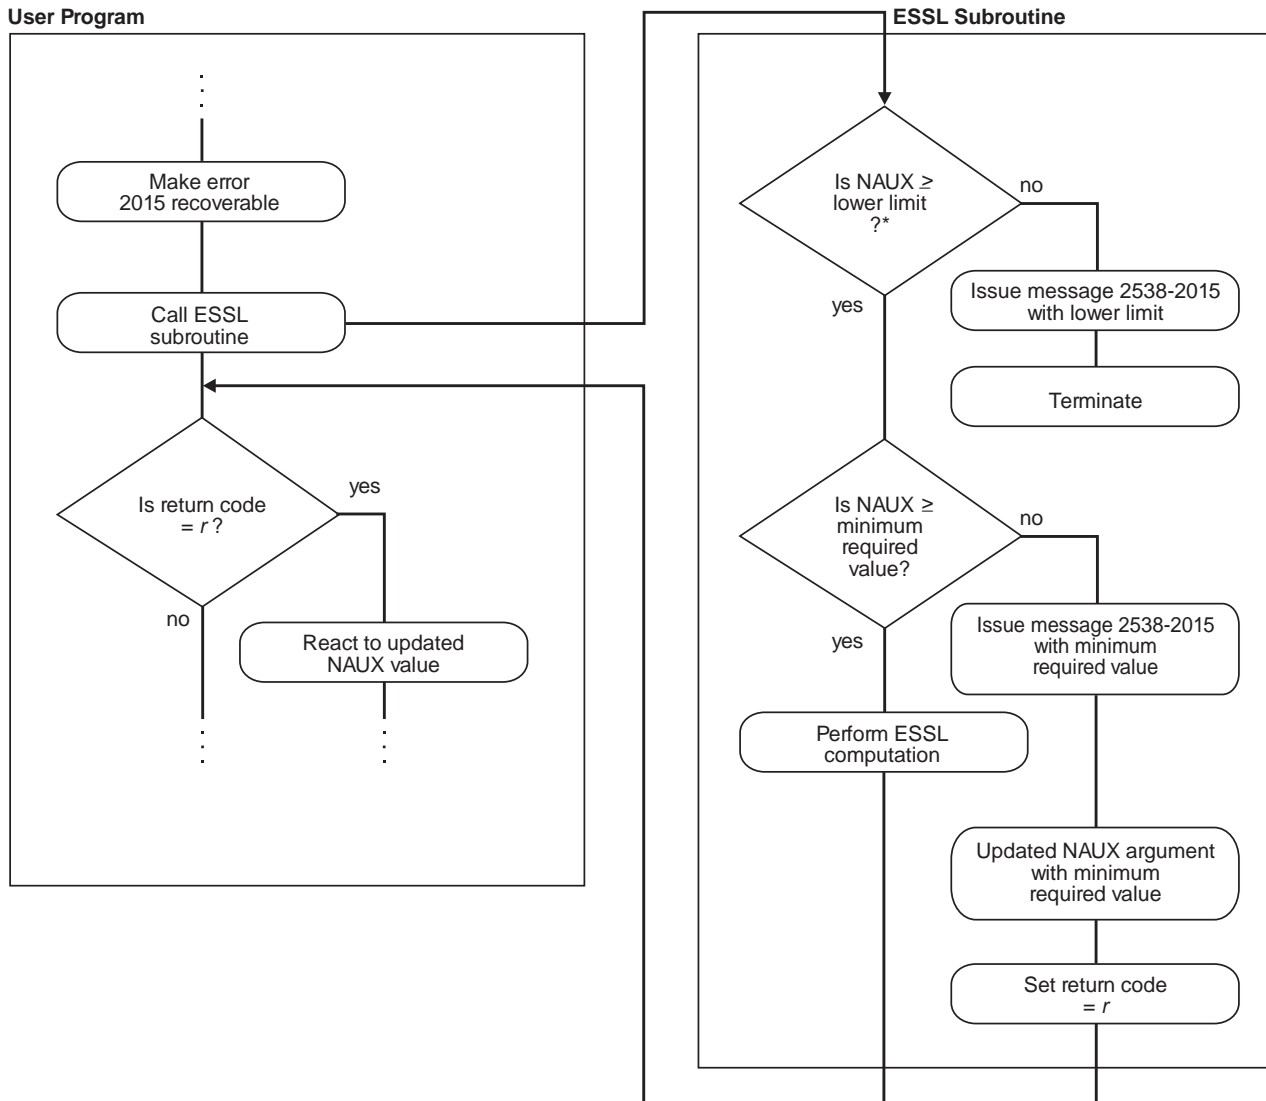 User Program
Make error
2015 recoverable
Call ESSL
subroutine
Is return code
= r ?
yes
no
React to updated
NAUX value
ESSL Subroutine
Is NAUX ≥
lower limit
?*
no
yes
Issue message 2538-2015
with lower limit
Terminate
Is NAUX ≥
minimum
required
value?
no
yes
Issue message 2538-2015
with minimum
required value
Perform ESSL
computation
Updated NAUX argument
with minimum
required value
Set return code
= r